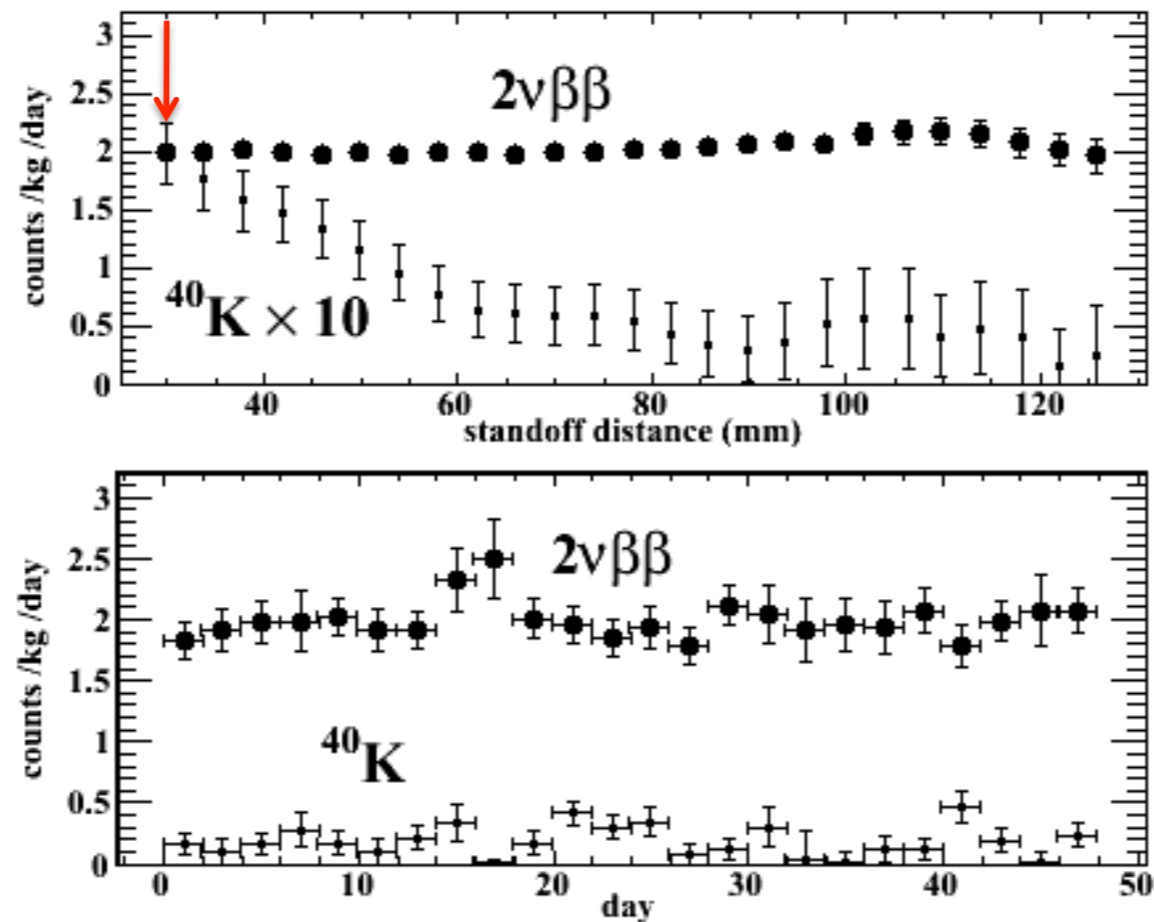 3
2.5
2
1.5
1
0.5
0
counts /kg /day
2νββ
⁴⁰K × 10
40 60 80 100 120
standoff distance (mm)
3
2.5
2
1.5
1
0.5
0
counts /kg /day
2νββ
⁴⁰K
0 10 20 30 40 50
day